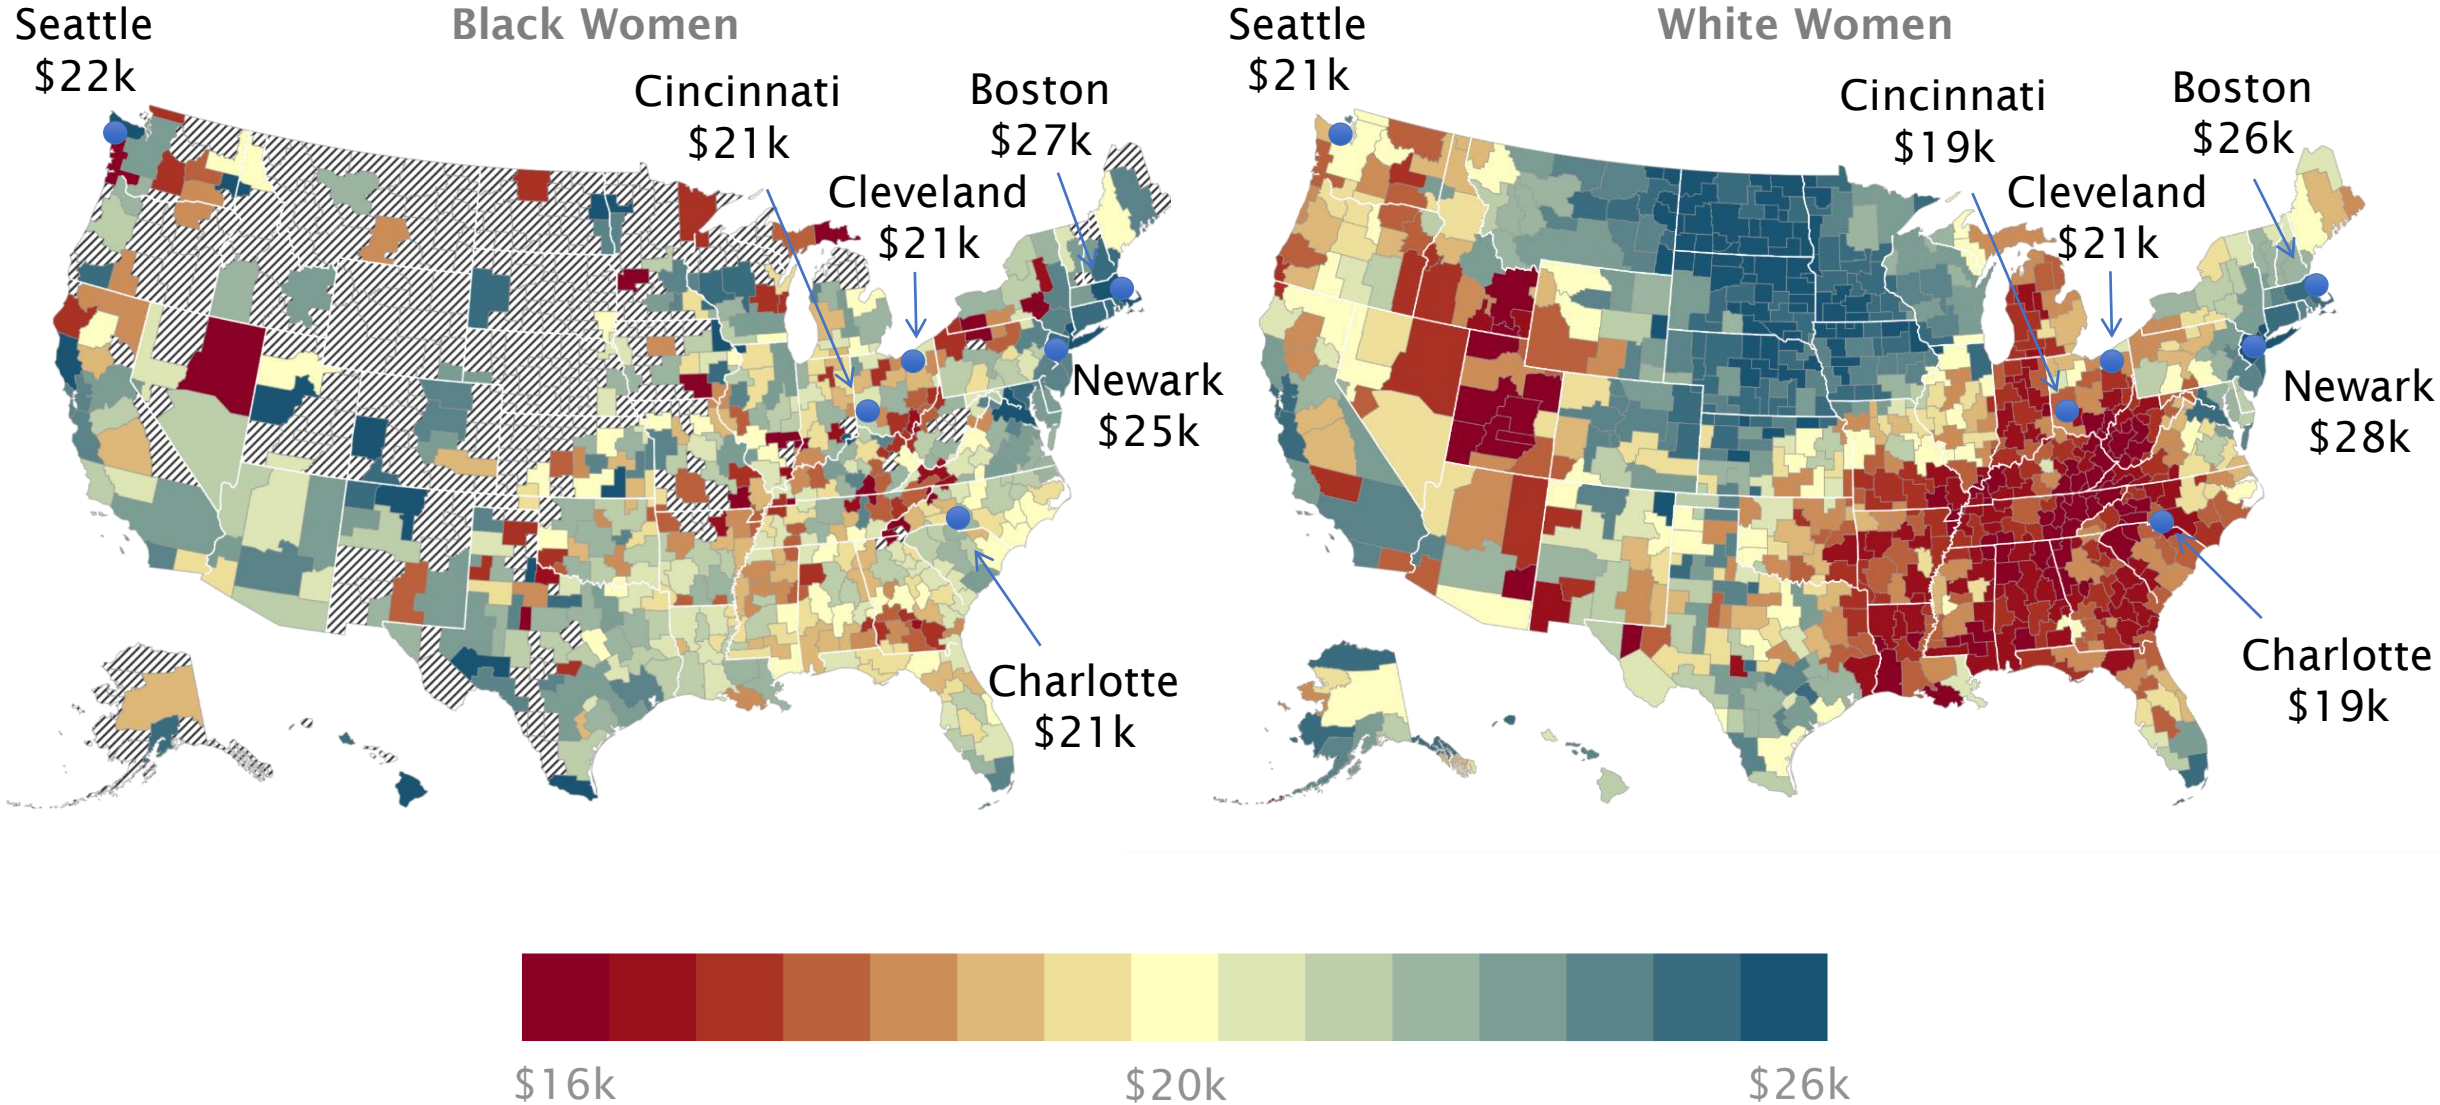 Black Women
Seattle
$22k
Cincinnati
$21k
Boston
$27k
Cleveland
$21k
Newark
$25k
Charlotte
$21k
White Women
Seattle
$21k
Cincinnati
$19k
Boston
$26k
Cleveland
$21k
Newark
$28k
Charlotte
$19k
$16k
$20k
$26k